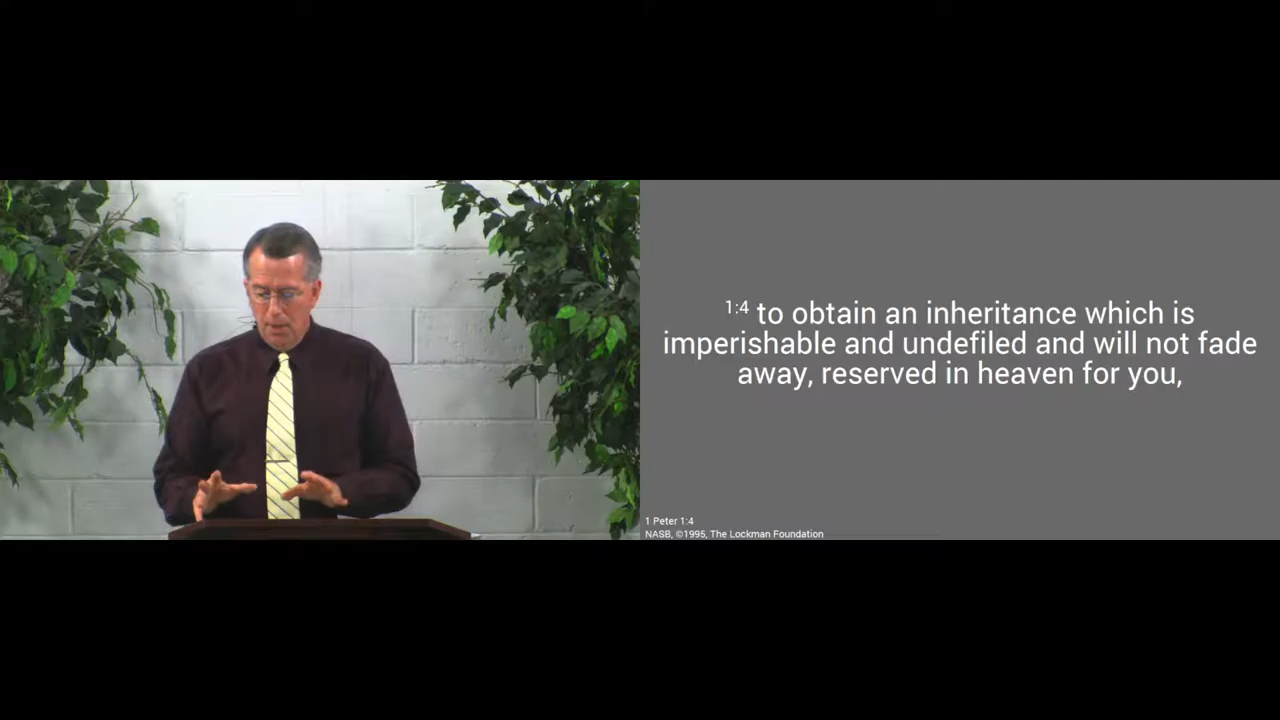 1:4 to obtain an inheritance which is
imperishable and undefiled and will not fade
away, reserved in heaven for you,
1 Peter 1:4
NASB, ©1995, The Lockman Foundation